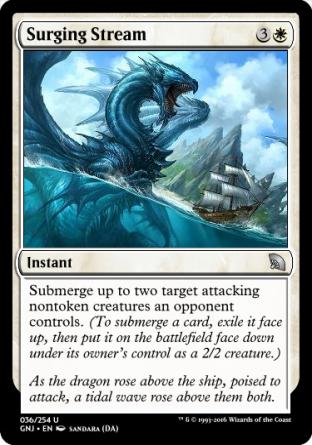 Surging Stream 3
Instant
Submerge up to two target attacking
nontoken creatures an opponent
controls. (To submerge a card, exile it face
up, then put it on the battlefield face down
under its owner's control as a 2/2 creature.)
As the dragon rose above the ship, poised to
attack, a tidal wave rose above them both.
036/254 U
GNJ • EN SANDARA (DA)
™ & © 1993-2016 Wizards of the Coast